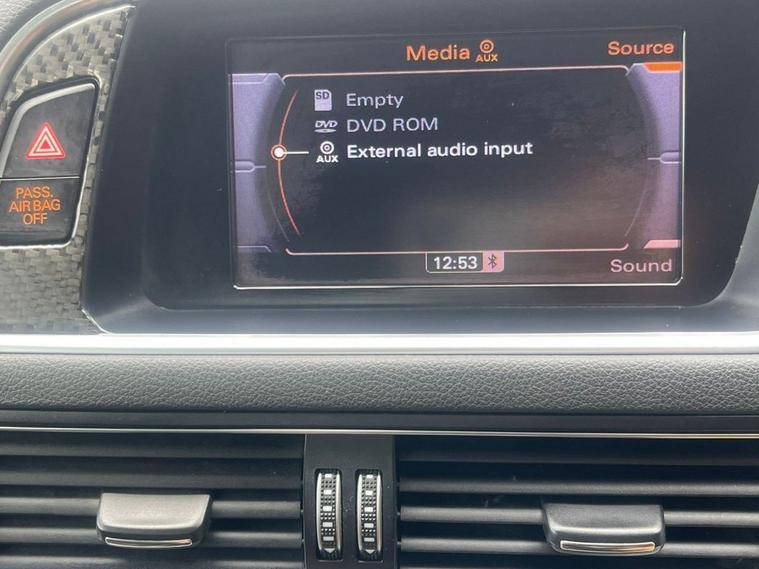 Media AUX
Source
SD Empty
DVD DVD ROM
AUX External audio input
12:53
Sound
PASS.
AIR BAG
OFF